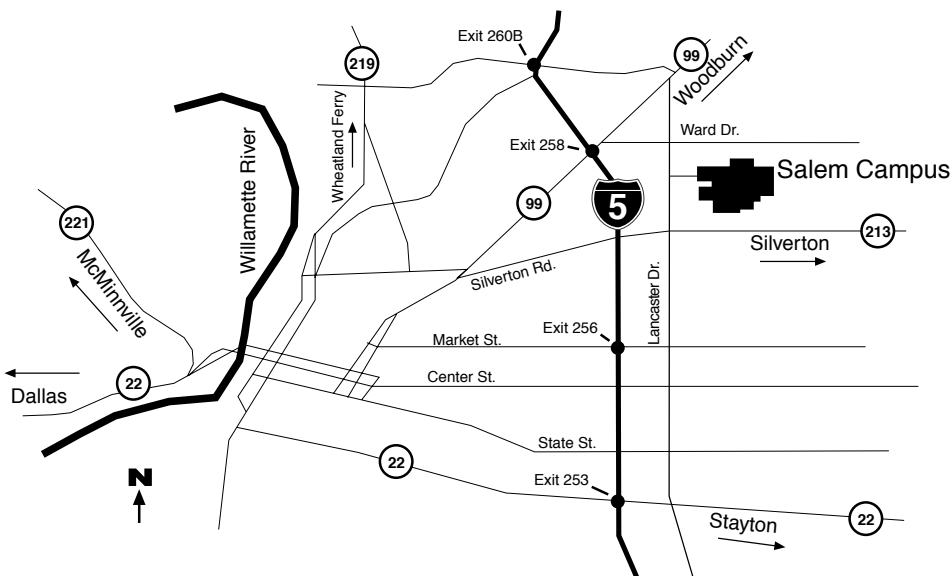 Exit 260B
99
Woodburn
219
Wheatland Ferry
Ward Dr.
Exit 258
Salem Campus
5
99
213
Silverton
221
McMinnville
Willamette River
Silverton Rd.
Lancaster Dr.
Exit 256
Market St.
Center St.
22
Dallas
State St.
22
N
Exit 253
Stayton
22